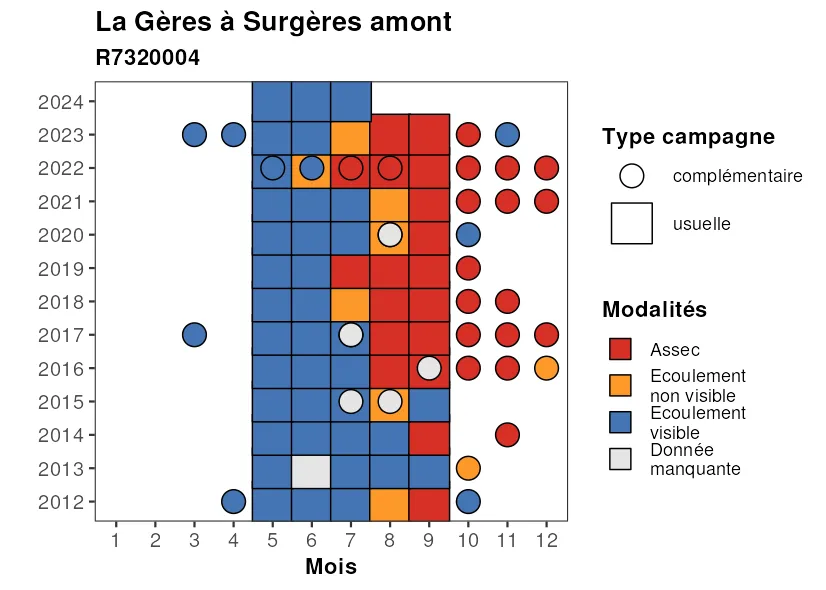 La Gères à Surgères amont
R7320004
2024
2023
2022
2021
2020
2019
2018
2017
2016
2015
2014
2013
2012
1 2 3 4 5 6 7 8 9 10 11 12
Mois
Type campagne
complémentaire
usuelle
Modalités
Assec
Ecoulement
non visible
Ecoulement
visible
Donnée
manquante